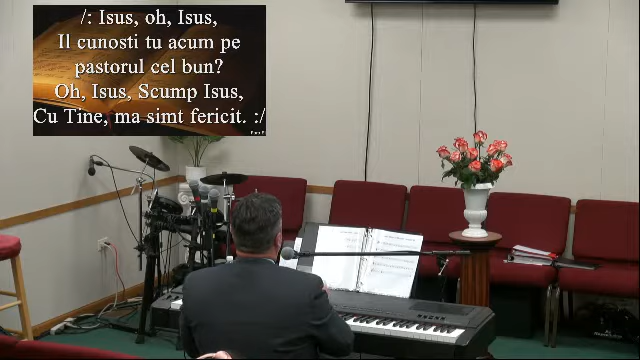 /: Isus, oh, Isus,
Il cunosti tu acum pe
pastorul cel bun?
Oh, Isus, Scump Isus,
Cu Tine, ma simt fericit. :/